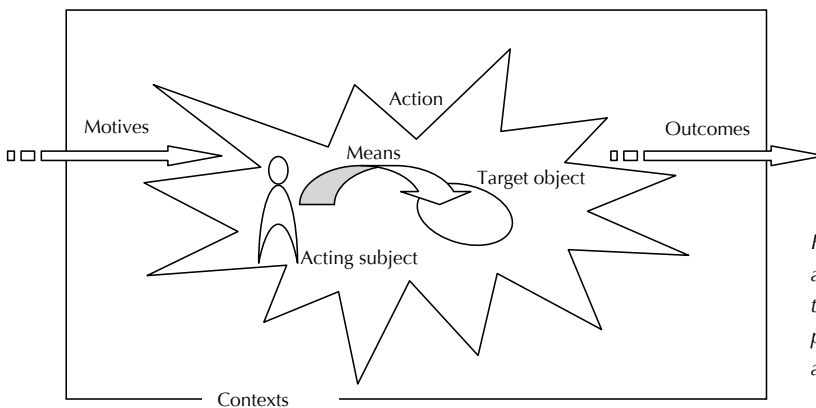 Action
Motives
Outcomes
Means
Target object
Acting subject
Contexts